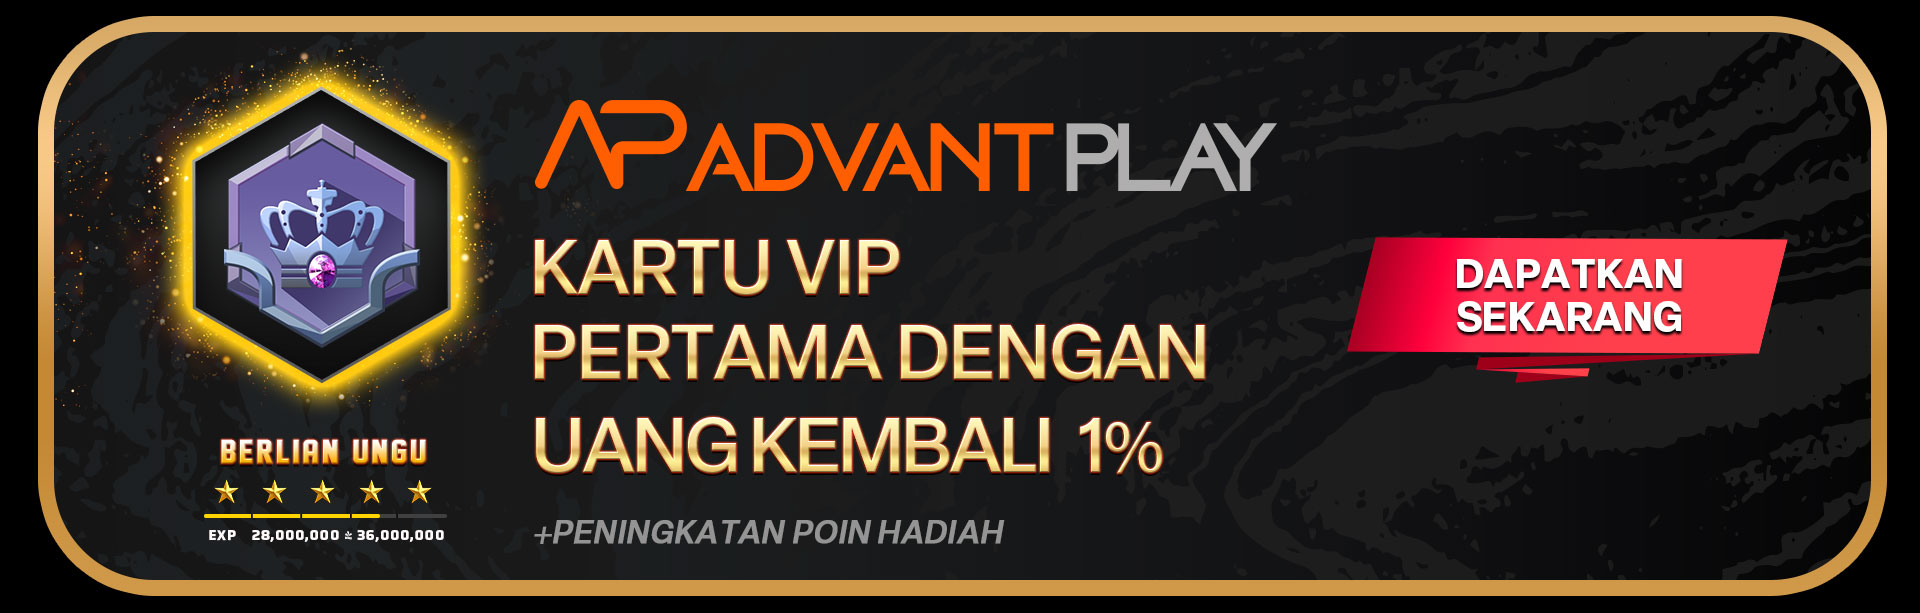 AP ADVANTPLAY
KARTU VIP
PERTAMA DENGAN
UANG KEMBALI 1%
+PENINGKATAN POIN HADIAH
BERLIAN UNGU
EXP 28,000,000 ≐ 36,000,000
DAPATKAN
SEKARANG